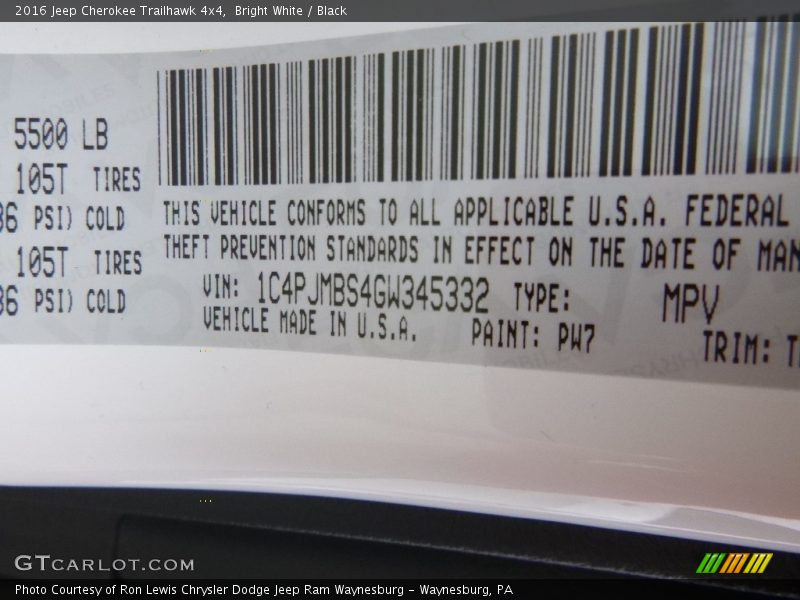 2016 Jeep Cherokee Trailhawk 4x4,  Bright White / Black
5500 LB
105T TIRES
PSI) COLD
105T TIRES
PSI) COLD
THIS VEHICLE CONFORMS TO ALL APPLICABLE U.S.A. FEDERAL
THEFT PREVENTION STANDARDS IN EFFECT ON THE DATE OF MAN
VIN: 1C4PJMBS4GW345332 TYPE: MPV
VEHICLE MADE IN U.S.A. PAINT: PW7
TRIM:
GTCARLOT.COM
Photo Courtesy of Ron Lewis Chrysler Dodge Jeep Ram Waynesburg - Waynesburg, PA